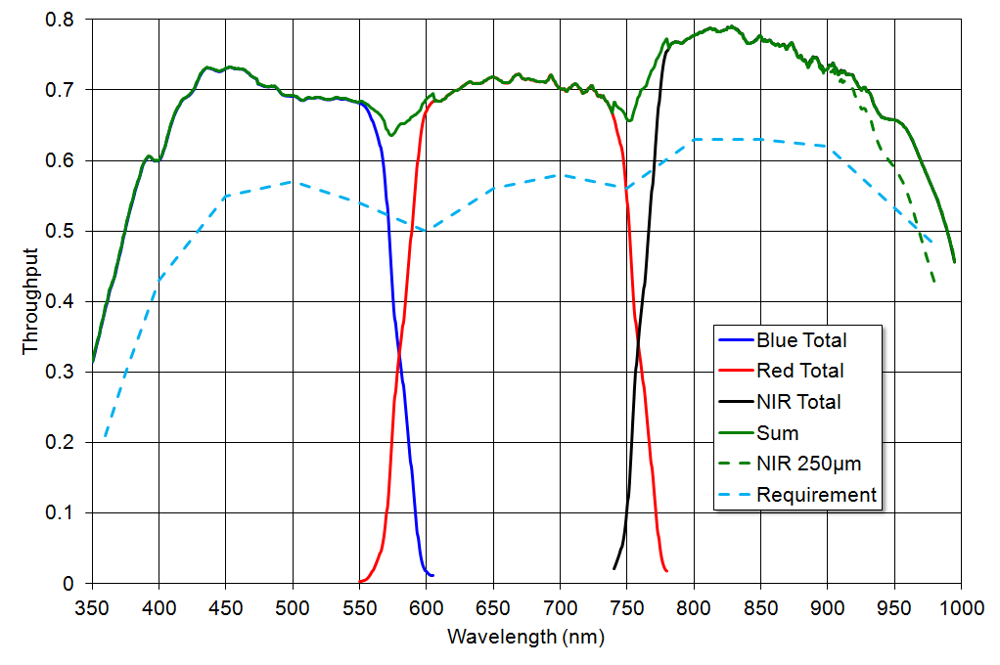 0.8
0.7
0.6
0.5
0.4
0.3
0.2
0.1
0
Throughput
Blue Total
Red Total
NIR Total
Sum
NIR 250µm
Requirement
350 400 450 500 550 600 650 700 750 800 850 900 950 1000
Wavelength (nm)